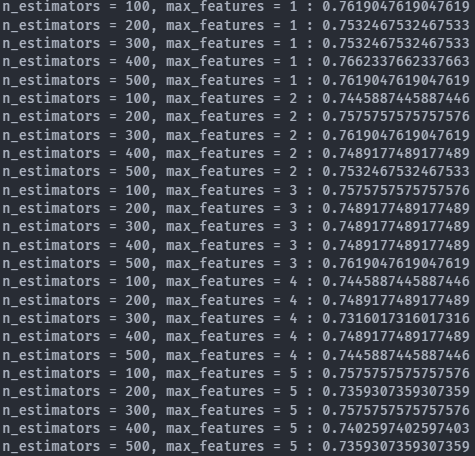 n_estimators = 100, max_features = 1 : 0.7619047619047619
n_estimators = 200, max_features = 1 : 0.7532467532467533
n_estimators = 300, max_features = 1 : 0.7532467532467533
n_estimators = 400, max_features = 1 : 0.7662337662337663
n_estimators = 500, max_features = 1 : 0.7619047619047619
n_estimators = 100, max_features = 2 : 0.7445887445887446
n_estimators = 200, max_features = 2 : 0.7575757575757576
n_estimators = 300, max_features = 2 : 0.7619047619047619
n_estimators = 400, max_features = 2 : 0.7489177489177489
n_estimators = 500, max_features = 2 : 0.7532467532467533
n_estimators = 100, max_features = 3 : 0.7575757575757576
n_estimators = 200, max_features = 3 : 0.7489177489177489
n_estimators = 300, max_features = 3 : 0.7489177489177489
n_estimators = 400, max_features = 3 : 0.7489177489177489
n_estimators = 500, max_features = 3 : 0.7619047619047619
n_estimators = 100, max_features = 4 : 0.7445887445887446
n_estimators = 200, max_features = 4 : 0.7489177489177489
n_estimators = 300, max_features = 4 : 0.7316017316017316
n_estimators = 400, max_features = 4 : 0.7489177489177489
n_estimators = 500, max_features = 4 : 0.7445887445887446
n_estimators = 100, max_features = 5 : 0.7575757575757576
n_estimators = 200, max_features = 5 : 0.7359307359307359
n_estimators = 300, max_features = 5 : 0.7575757575757576
n_estimators = 400, max_features = 5 : 0.7402597402597403
n_estimators = 500, max_features = 5 : 0.7359307359307359